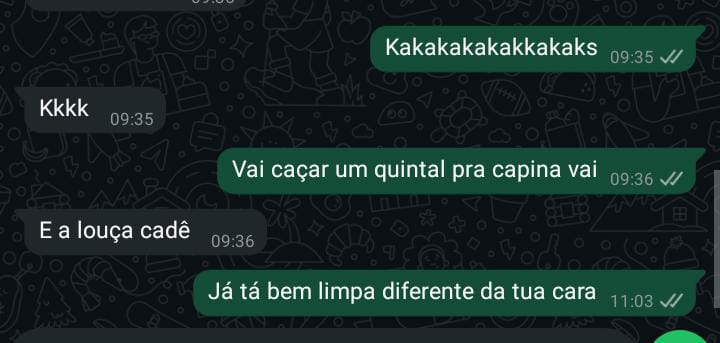 Kakakakakakkakaks 09:35
Kkkk 09:35
Vai caçar um quintal pra capina vai 09:36
E a louça cadê 09:36
Já tá bem limpa diferente da tua cara 11:03